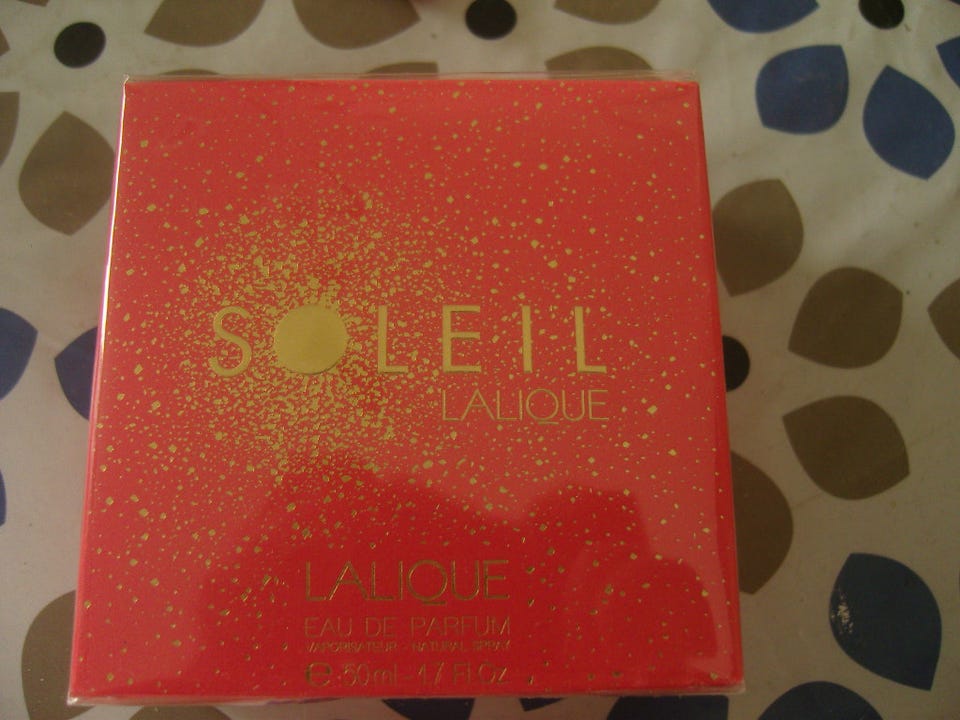 SOLEIL
LALIQUE
LALIQUE
EAU DE PARFUM
VAPORISATEUR - NATURAL SPRAY
e 50 ml - 1.7 Fl Oz